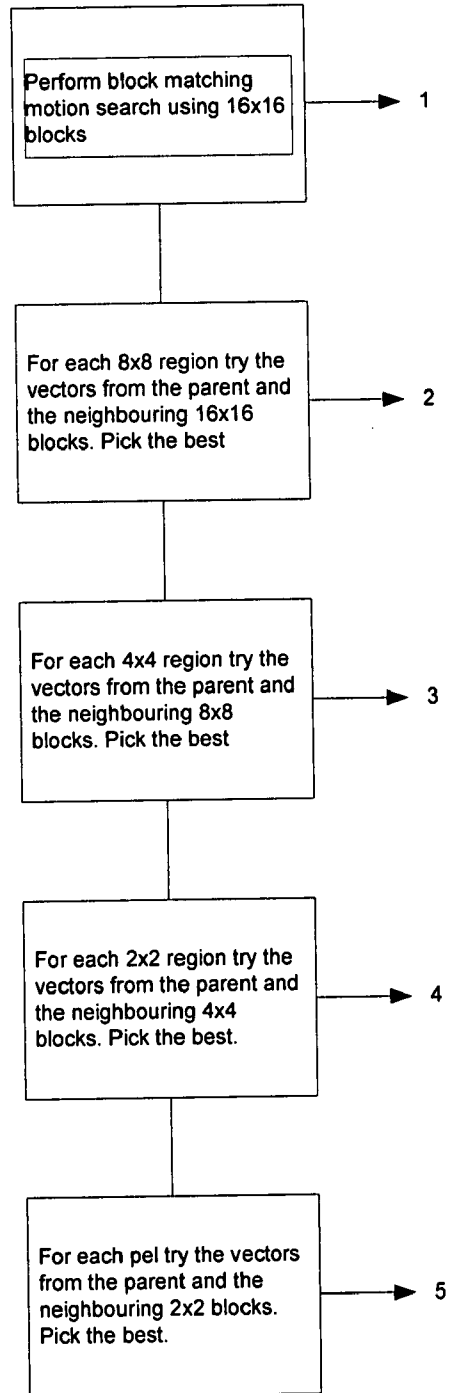 Perform block matching
motion search using 16x16
blocks
1
For each 8x8 region try the
vectors from the parent and
the neighbouring 16x16
blocks. Pick the best
2
For each 4x4 region try the
vectors from the parent and
the neighbouring 8x8
blocks. Pick the best
3
For each 2x2 region try the
vectors from the parent and
the neighbouring 4x4
blocks. Pick the best.
4
For each pel try the vectors
from the parent and the
neighbouring 2x2 blocks.
Pick the best.
5